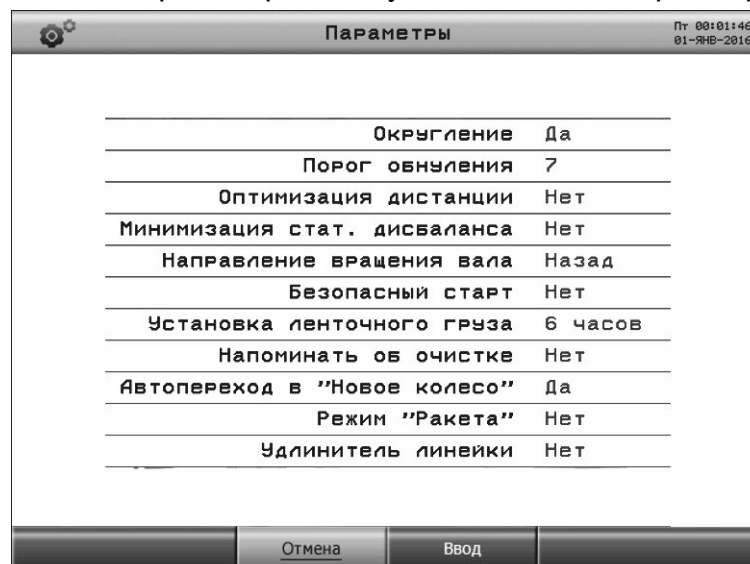 Параметры
Пт 00:01:46
01-ЯНВ-2016
Округление Да
Порог обнуления 7
Оптимизация дистанции Нет
Минимизация стат. дисбаланса Нет
Направление вращения вала Назад
Безопасный старт Нет
Установка ленточного груза 6 часов
Напоминать об очистке Нет
Автопереход в "Новое колесо" Да
Режим "Ракета" Нет
Удлинитель линейки Нет
Отмена Ввод